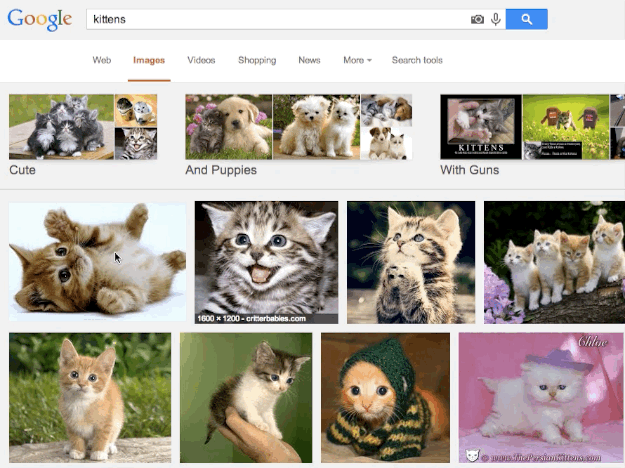 Google kittens
Web Images Videos Shopping News More Search tools
KITTENS
Cute And Puppies With Guns
1600 × 1200 - critterbabies.com
Chloe
© www.ThePersianKittens.com